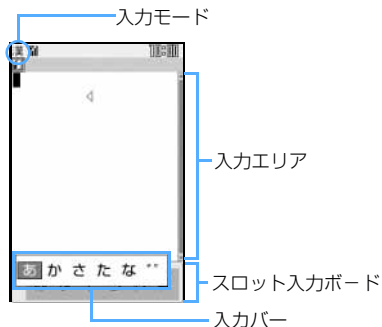 入力モード
漢
入力エリア
あ か さ た な ゛゜
スロット入力ボード
入力バー